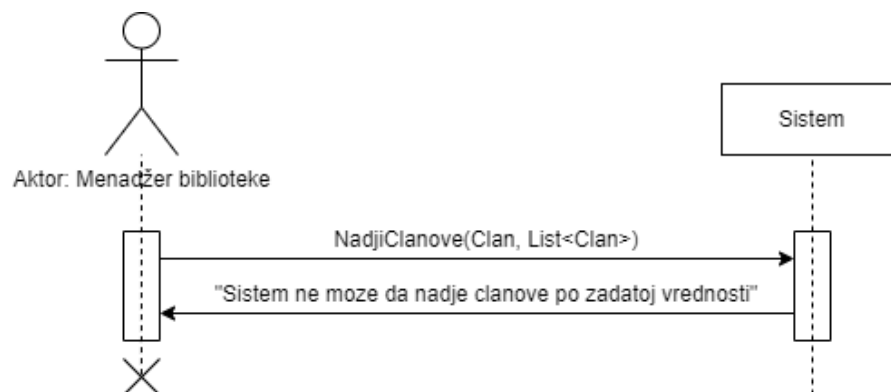 Sistem
Aktor: Menadžer biblioteke
NadjiClanove(Clan, List<Clan>)
"Sistem ne moze da nadje clanove po zadatoj vrednosti"